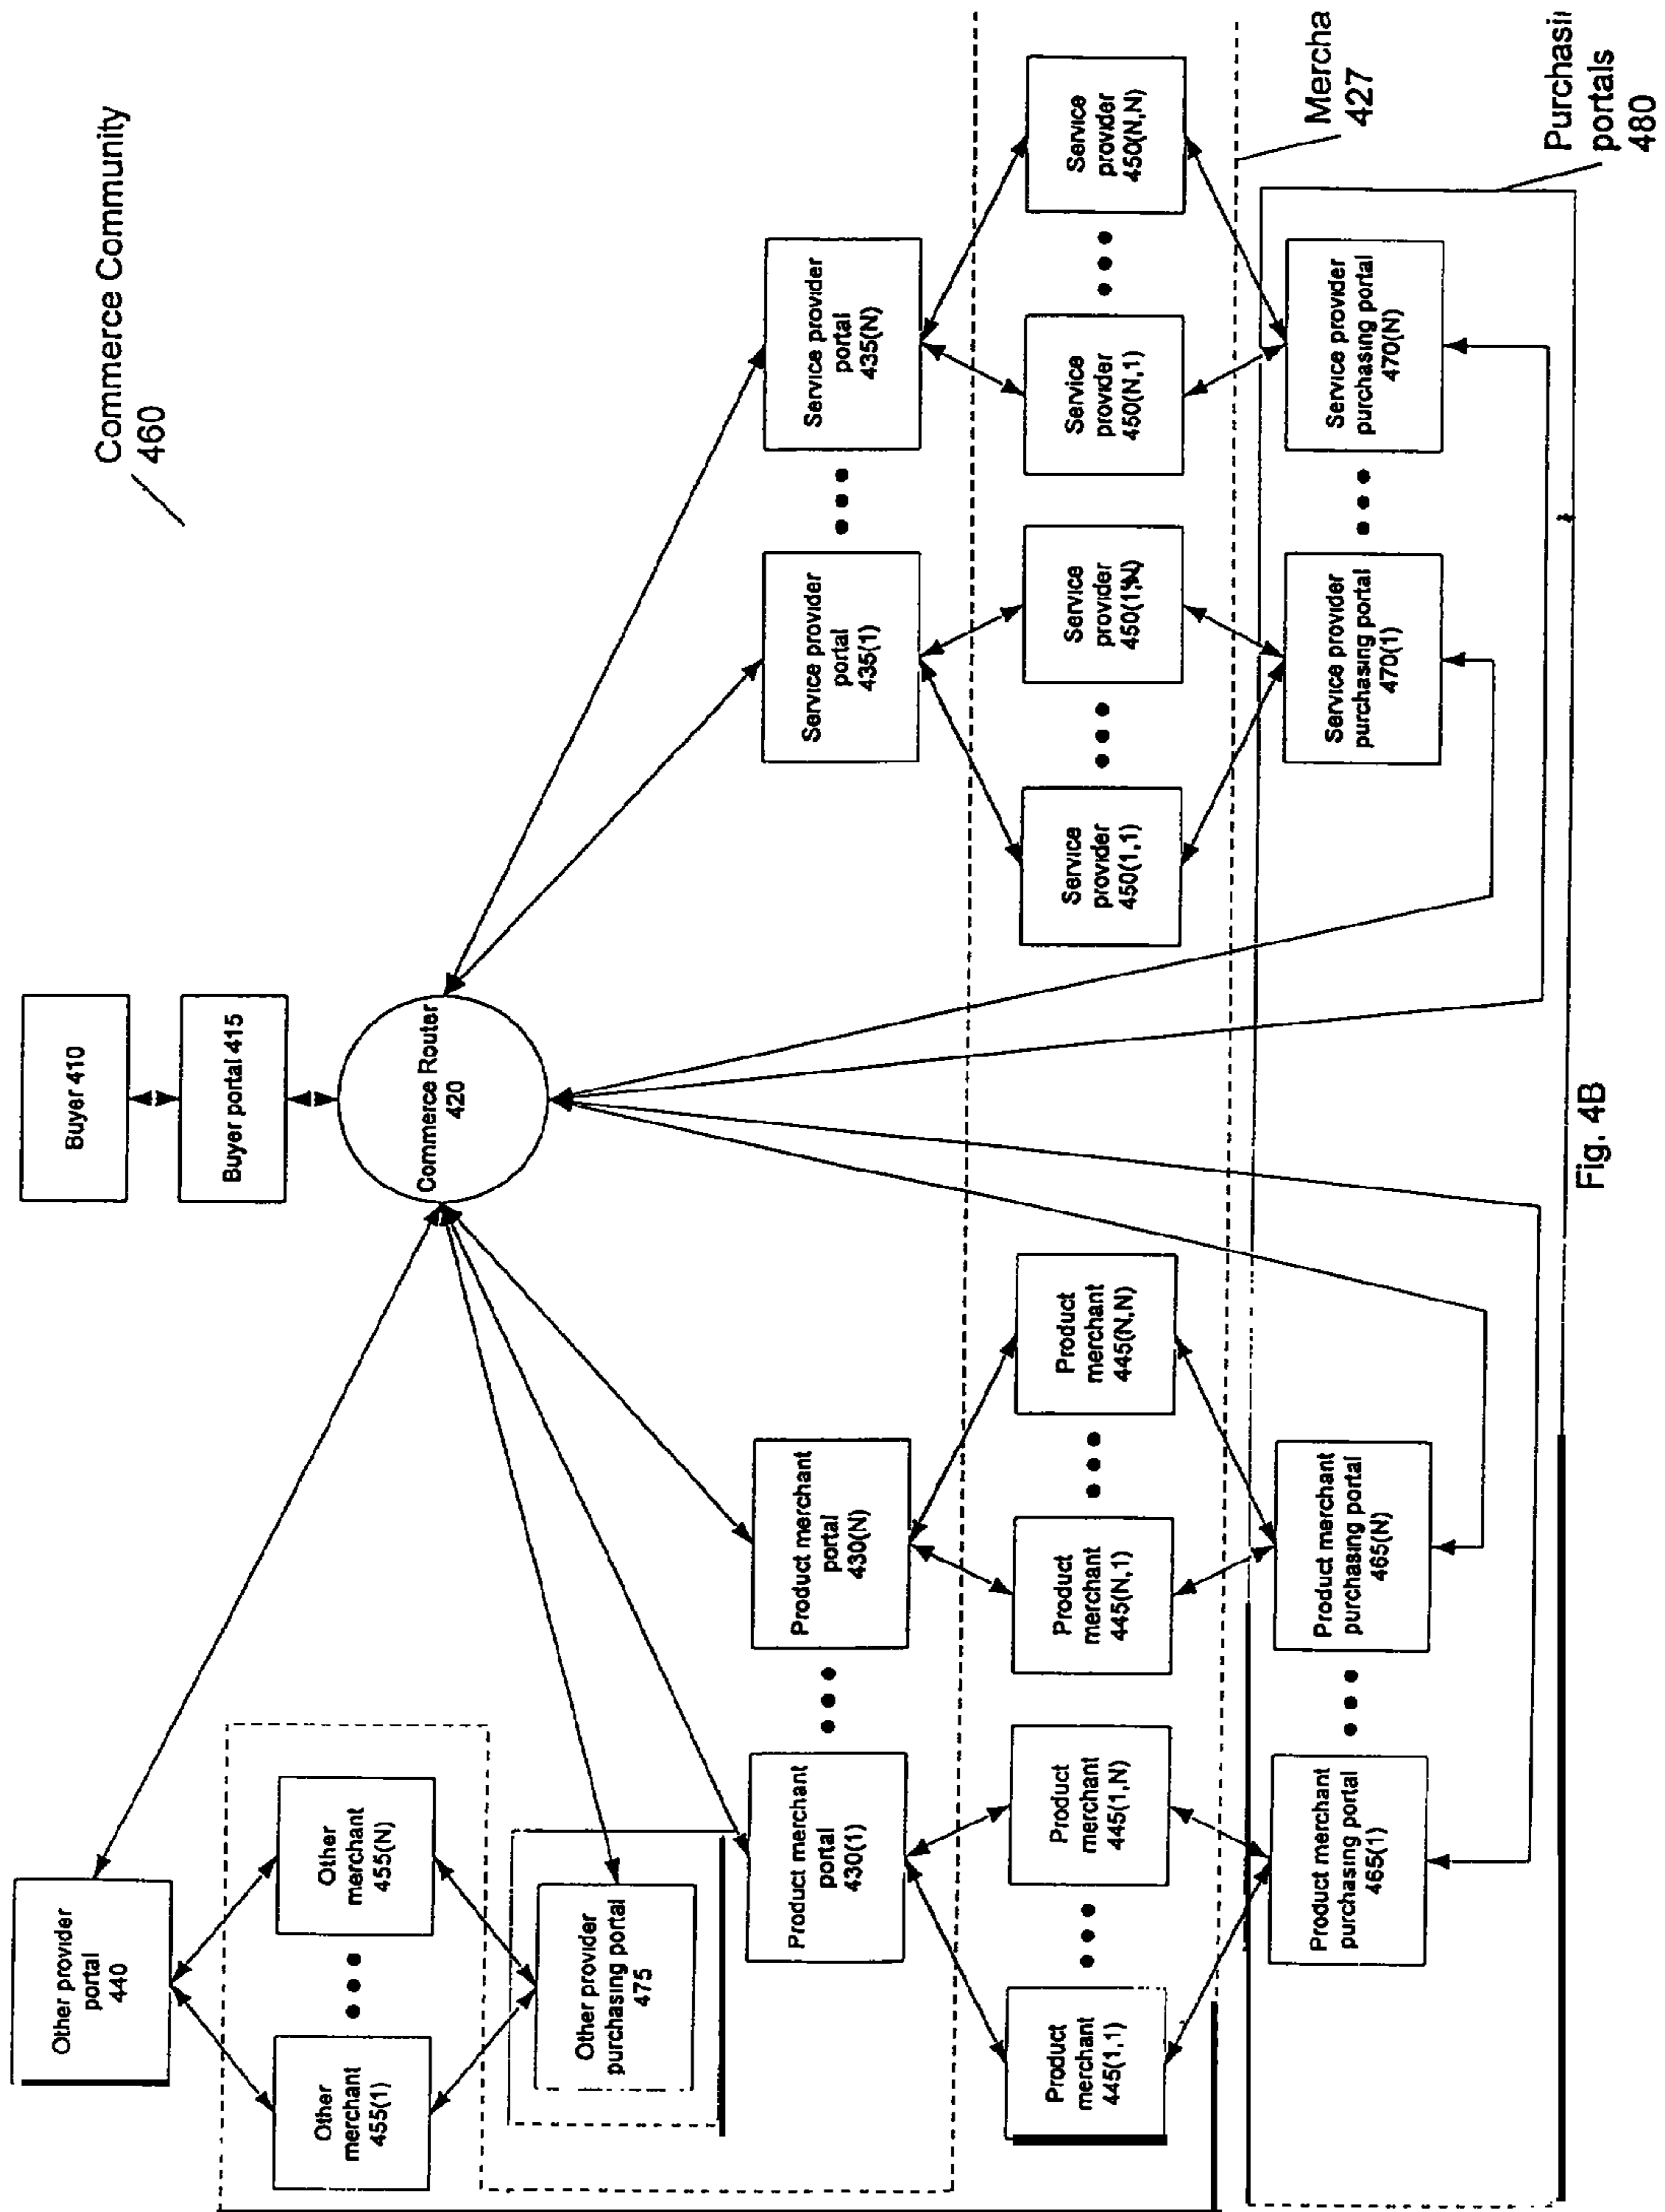 Commerce Community
460
Buyer 410
Buyer portal 415
Commerce Router
420
Other provider
portal
440
Other
merchant
455(1)
Other
merchant
455(N)
Other provider
purchasing portal
475
Product merchant
portal
430(1)
Product merchant
portal
430(N)
Service provider
portal
435(1)
Service provider
portal
435(N)
Product
merchant
445(1,1)
Product
merchant
445(1,N)
Product
merchant
445(N,1)
Product
merchant
445(N,N)
Service
provider
450(1,1)
Service
provider
450(1,N)
Service
provider
450(N,1)
Service
provider
450(N,N)
Mercha
427
Product merchant
purchasing portal
465(1)
Product merchant
purchasing portal
465(N)
Service provider
purchasing portal
470(1)
Service provider
purchasing portal
470(N)
Purchasii
portals
480
Fig. 4B